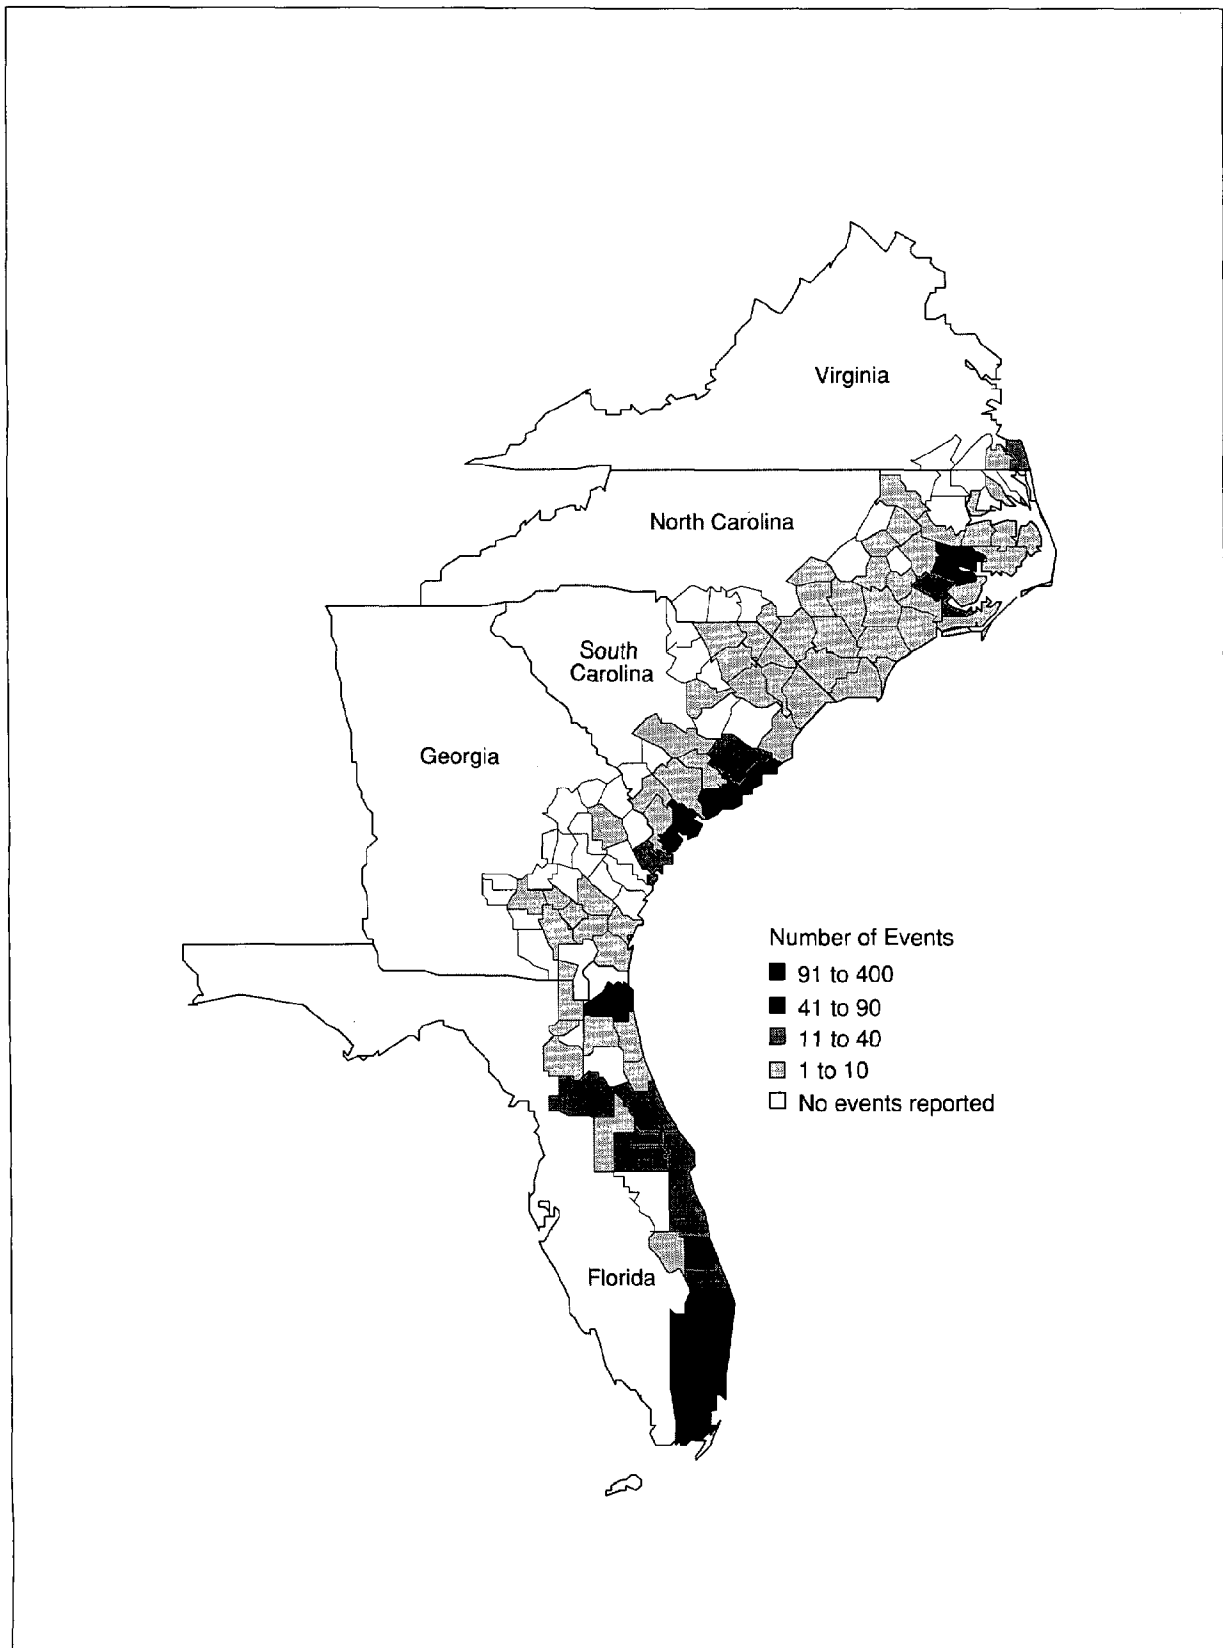 Virginia
North Carolina
South
Carolina
Georgia
Number of Events
91 to 400
41 to 90
11 to 40
1 to 10
No events reported
Florida